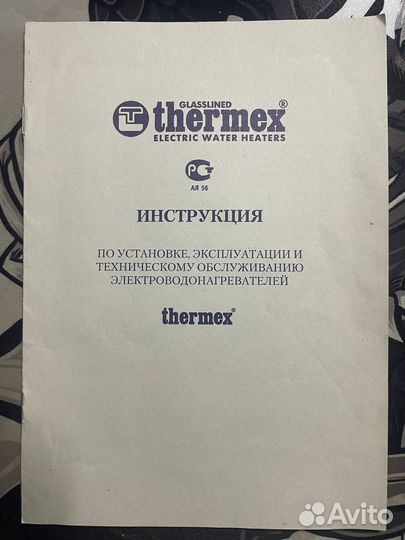 GLASSLINED
thermex®
ELECTRIC WATER HEATERS
АЯ 56
ИНСТРУКЦИЯ
ПО УСТАНОВКЕ, ЭКСПЛУАТАЦИИ И
ТЕХНИЧЕСКОМУ ОБСЛУЖИВАНИЮ
ЭЛЕКТРОВОДОНАГРЕВАТЕЛЕЙ
thermex®
Avito